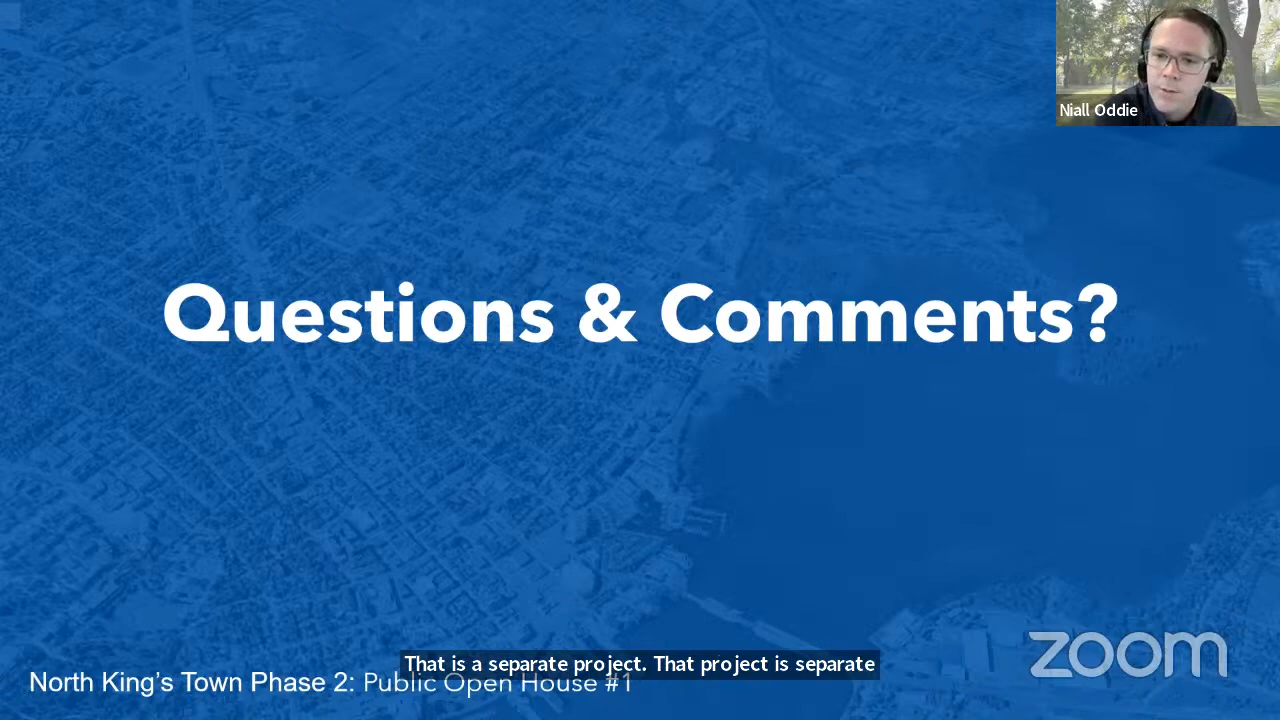 Niall Oddie
Questions & Comments?
zoom
That is a separate project. That project is separate
North King’s Town Phase 2: Public Open House #1